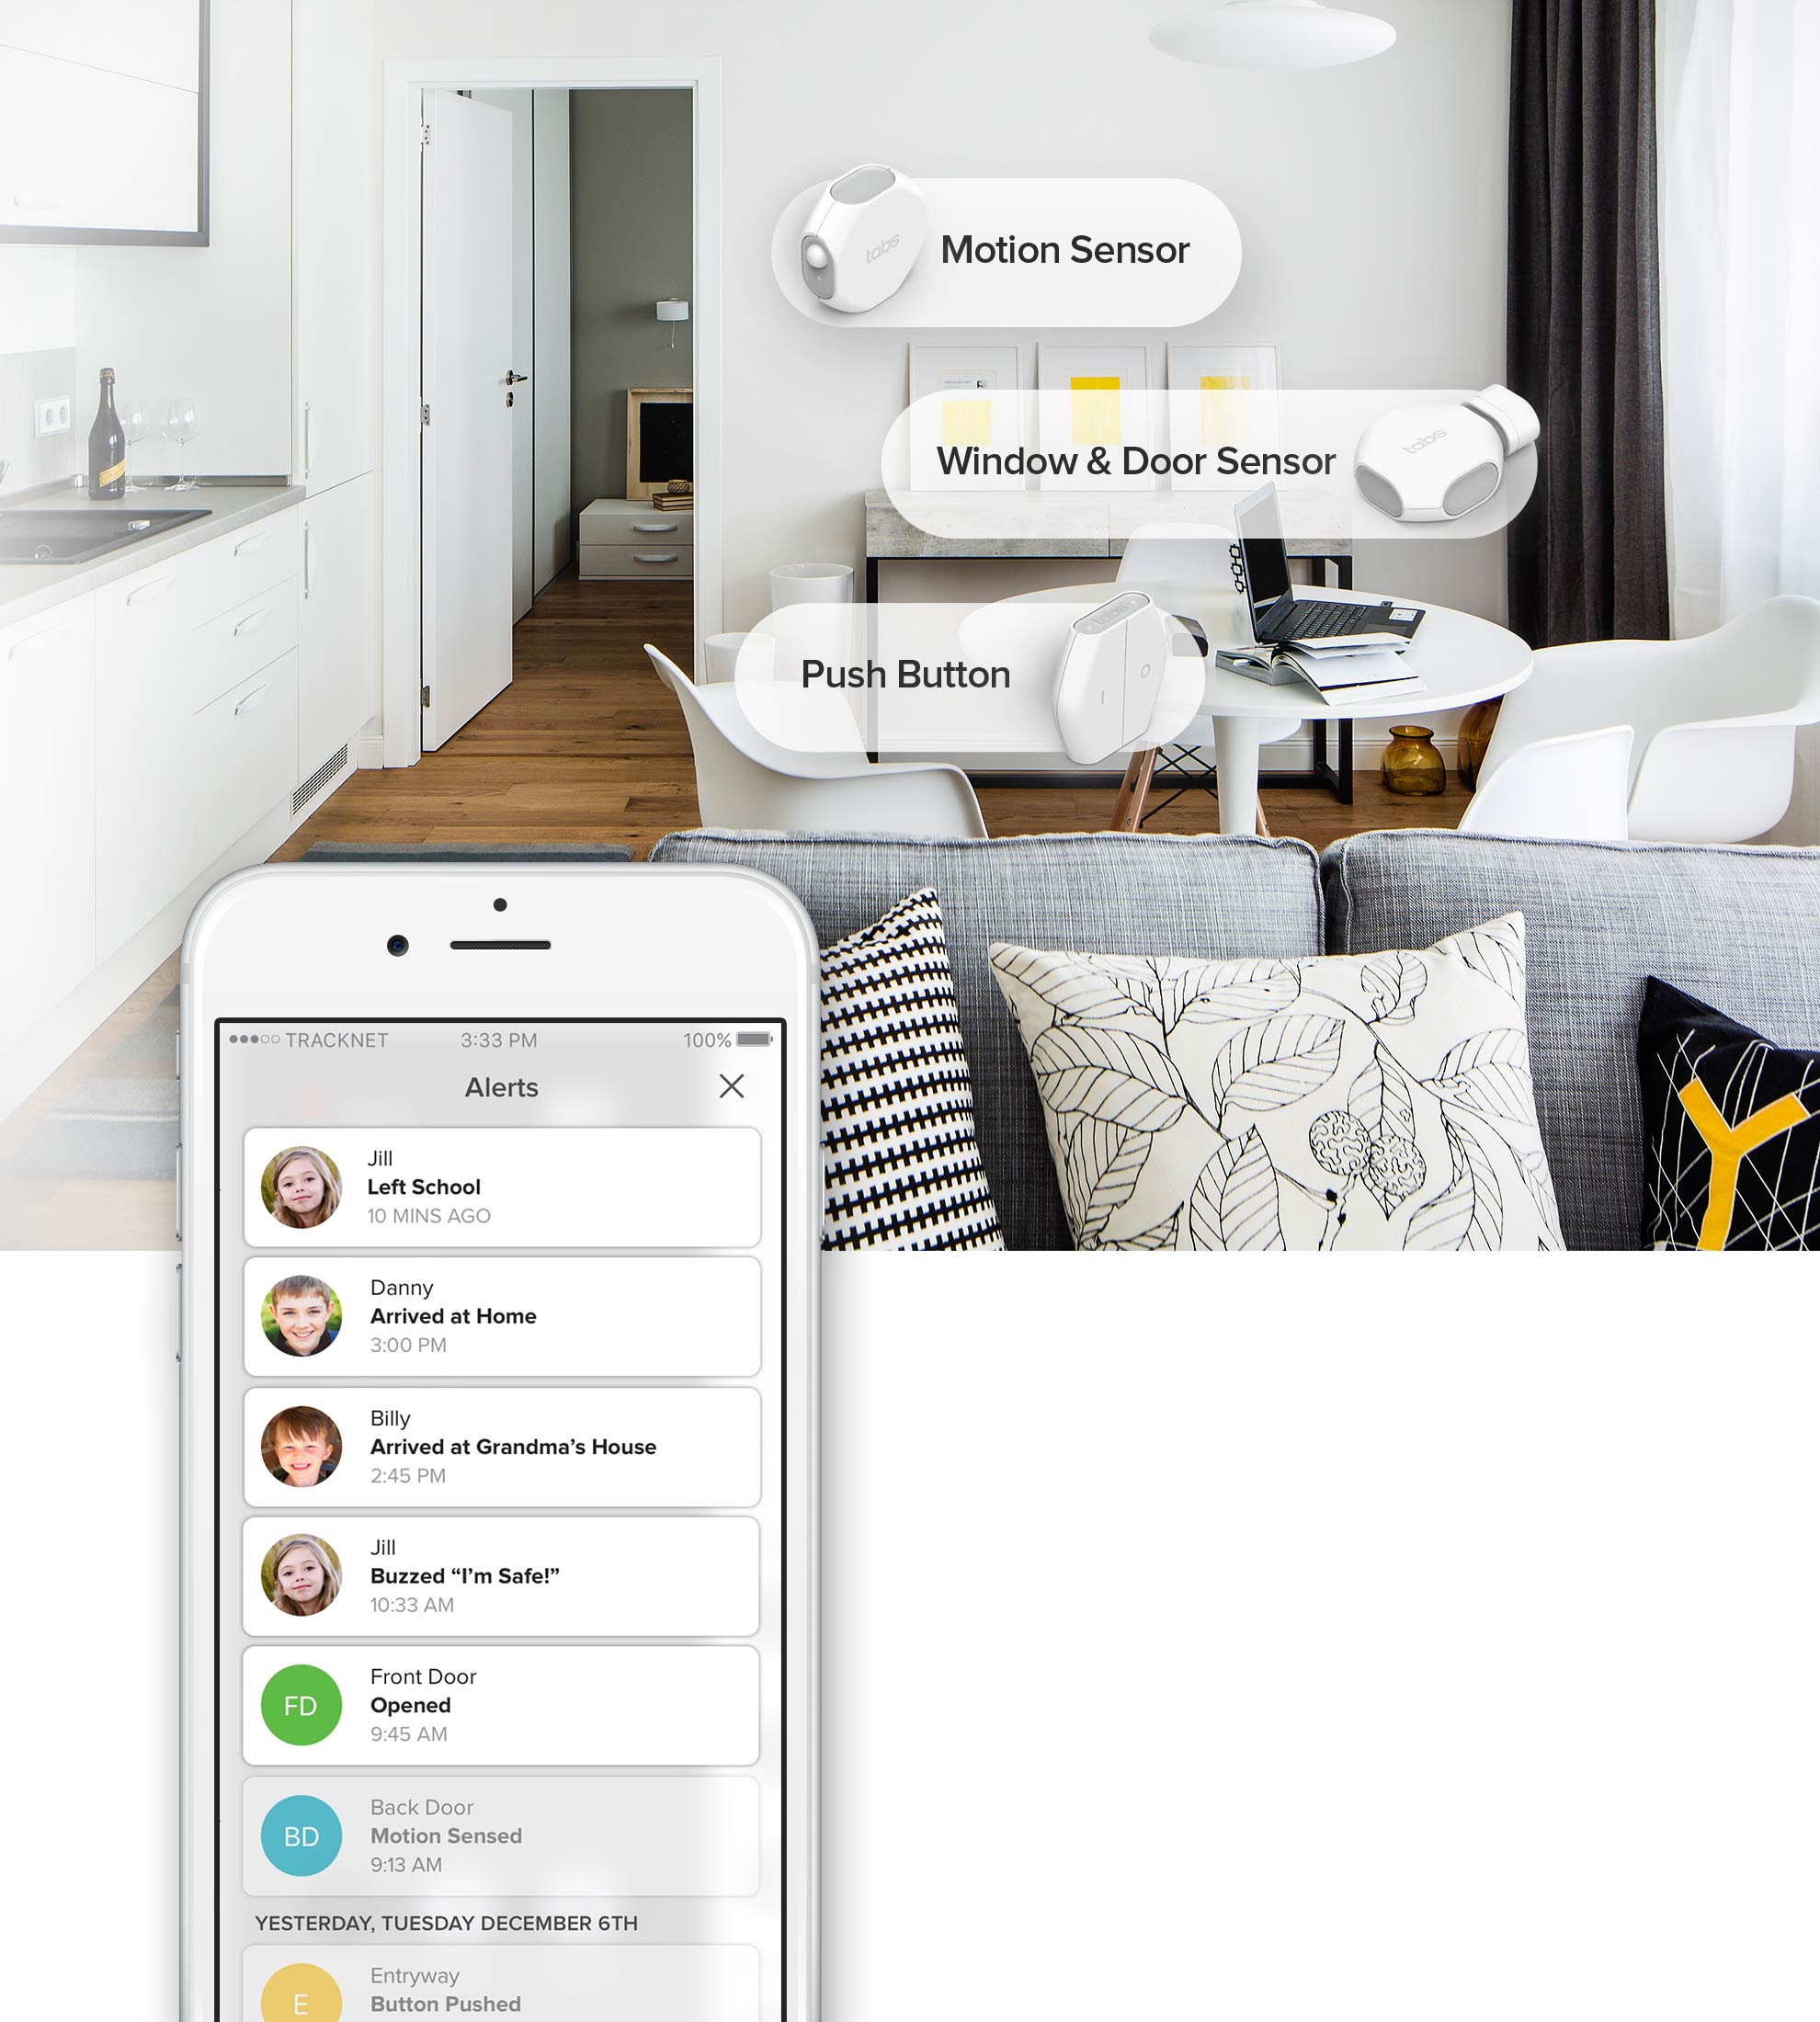 tabs
Motion Sensor
Window & Door Sensor
tabs
tabs
Push Button
TRACKNET 3:33 PM 100%
Alerts
Jill
Left School
10 MINS AGO
Danny
Arrived at Home
3:00 PM
Billy
Arrived at Grandma’s House
2:45 PM
Jill
Buzzed “I’m Safe!”
10:33 AM
FD
Front Door
Opened
9:45 AM
BD
Back Door
Motion Sensed
9:13 AM
YESTERDAY, TUESDAY DECEMBER 6TH
E
Entryway
Button Pushed